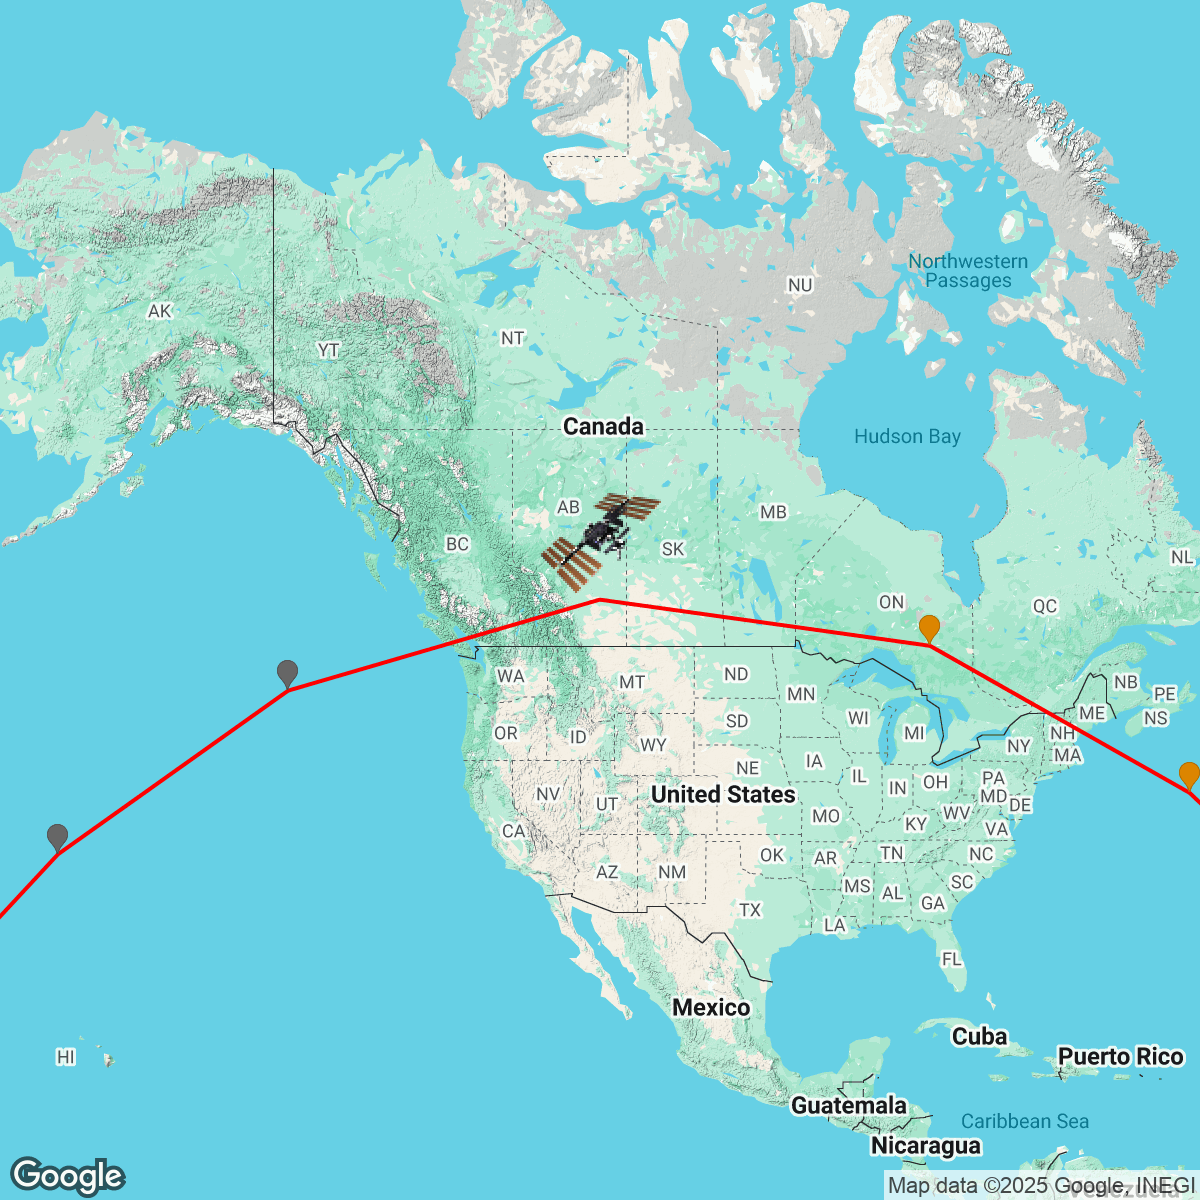 Northwestern
Passages
NU
AK
NT
YT
Canada
Hudson Bay
AB
MB
BC
SK
NL
ON
QC
WA
MT
ND
NB
PE
MN
NS
WI
ME
SD
OR
ID
MI
NH
WY
NY
MA
IA
NE
IL
PA
OH
IN
NV
UT
United States
MD
DE
MO
WV
KY
VA
CA
OK
AR
TN
NC
AZ
NM
MS
AL
SC
GA
TX
LA
FL
Mexico
Cuba
HI
Puerto Rico
Guatemala
Caribbean Sea
Nicaragua
Google
Map data ©2025 Google, INEGI